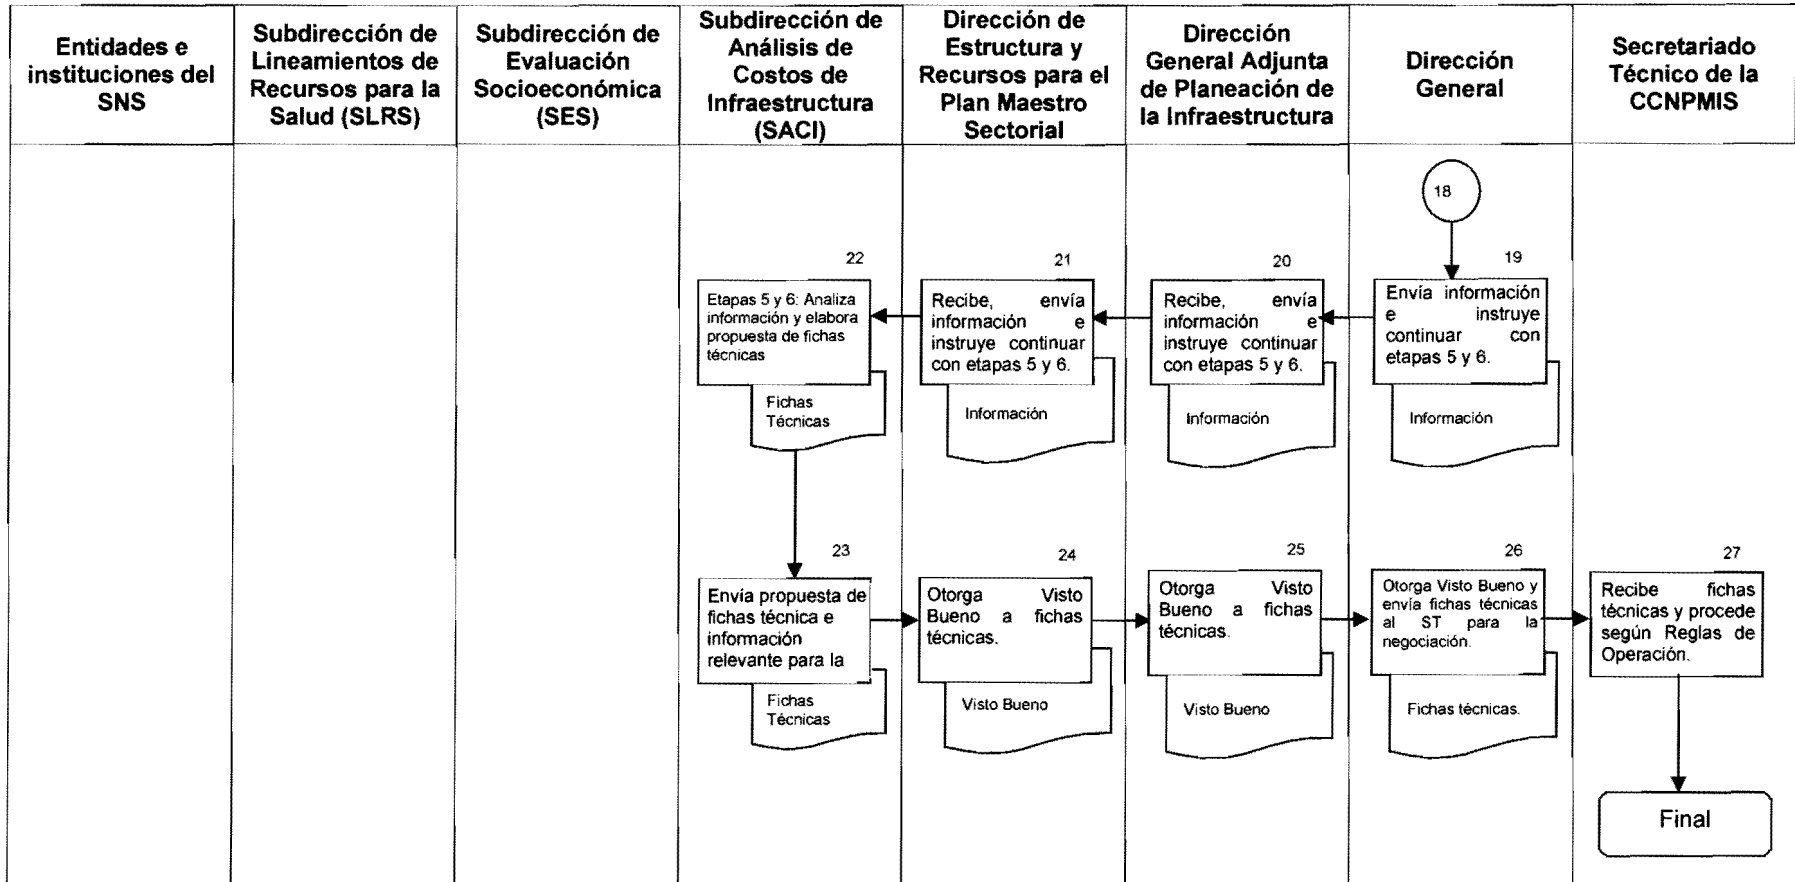 Entidades e
instituciones del
SNS
Subdirección de
Lineamientos de
Recursos para la
Salud (SLRS)
Subdirección de
Evaluación
Socioeconómica
(SES)
Subdirección de
Análisis de
Costos de
Infraestructura
(SACI)
Dirección de
Estructura y
Recursos para el
Plan Maestro
Sectorial
Dirección
General Adjunta
de Planeación de
la Infraestructura
Dirección
General
Secretariado
Técnico de la
CCNPMIS
18
19
Envía información
e instruye
continuar con
etapas 5 y 6.
Información
20
Recibe, envía
información e
instruye continuar
con etapas 5 y 6.
Información
21
Recibe, envía
información e
instruye continuar
con etapas 5 y 6.
Información
22
Etapas 5 y 6: Analiza
información y elabora
propuesta de fichas
técnicas
Fichas
Técnicas
23
Envía propuesta de
fichas técnica e
información
relevante para la
Fichas
Técnicas
24
Otorga Visto
Bueno a fichas
técnicas.
Visto Bueno
25
Otorga Visto
Bueno a fichas
técnicas.
Visto Bueno
26
Otorga Visto Bueno y
envía fichas técnicas
al ST para la
negociación.
Fichas técnicas.
27
Recibe fichas
técnicas y procede
según Reglas de
Operación.
Final